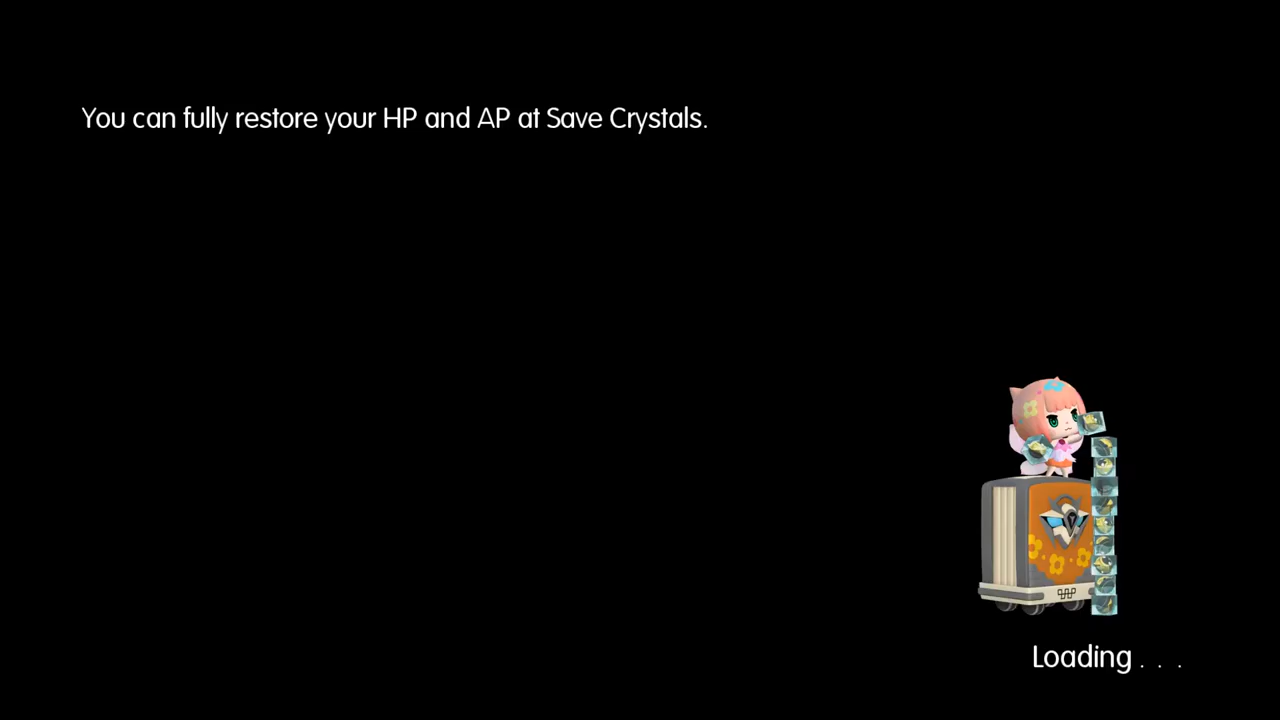 You can fully restore your HP and AP at Save Crystals.
Loading . . .